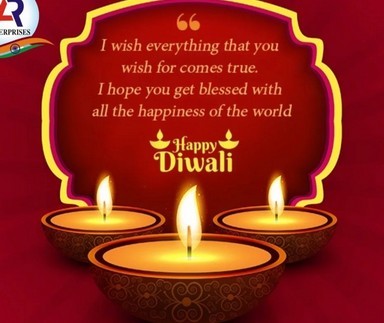 AR
ERPRISES
“
I wish everything that you
wish for comes true.
I hope you get blessed with
all the happiness of the world
Happy
Diwali